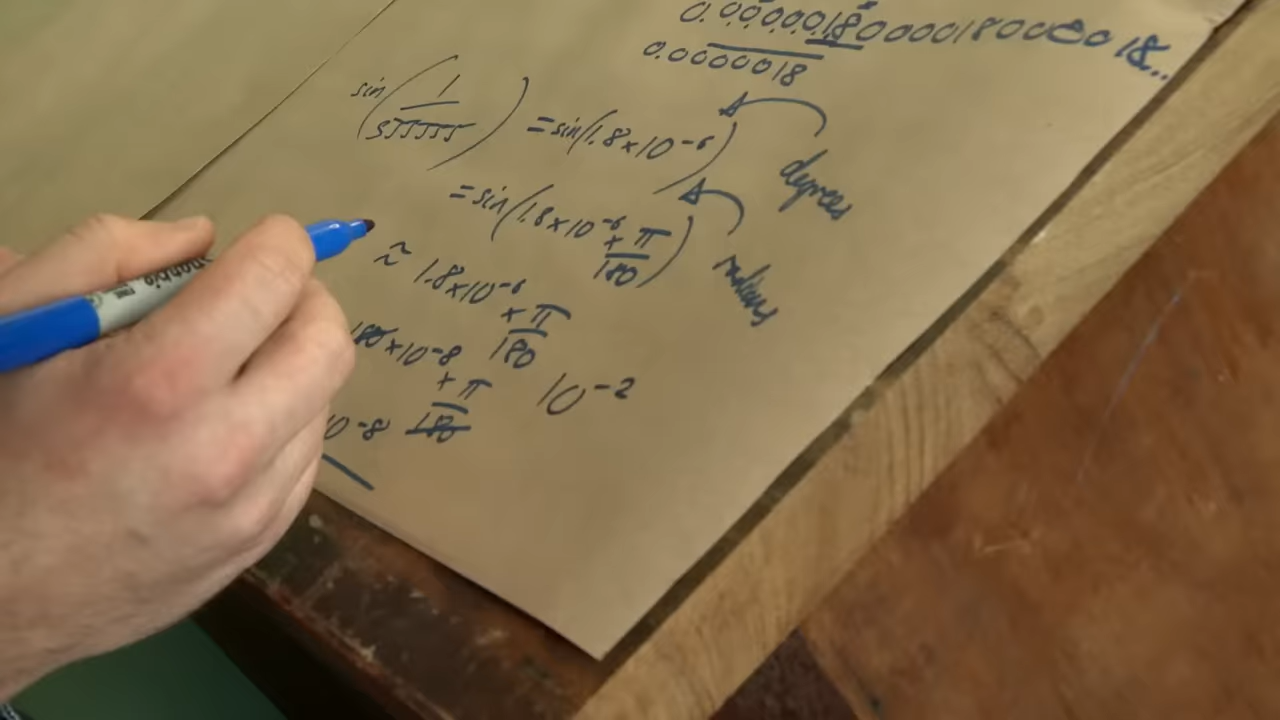 0.0000018000018000018...
0.0000018
sin(1/555555) = sin(1.8×10⁻⁶) degrees
= sin(1.8×10⁻⁶ × π/180) radians
≈ 1.8×10⁻⁶ × π/180
180 ×10⁻⁸ × π/180
10⁻²
10⁻⁸